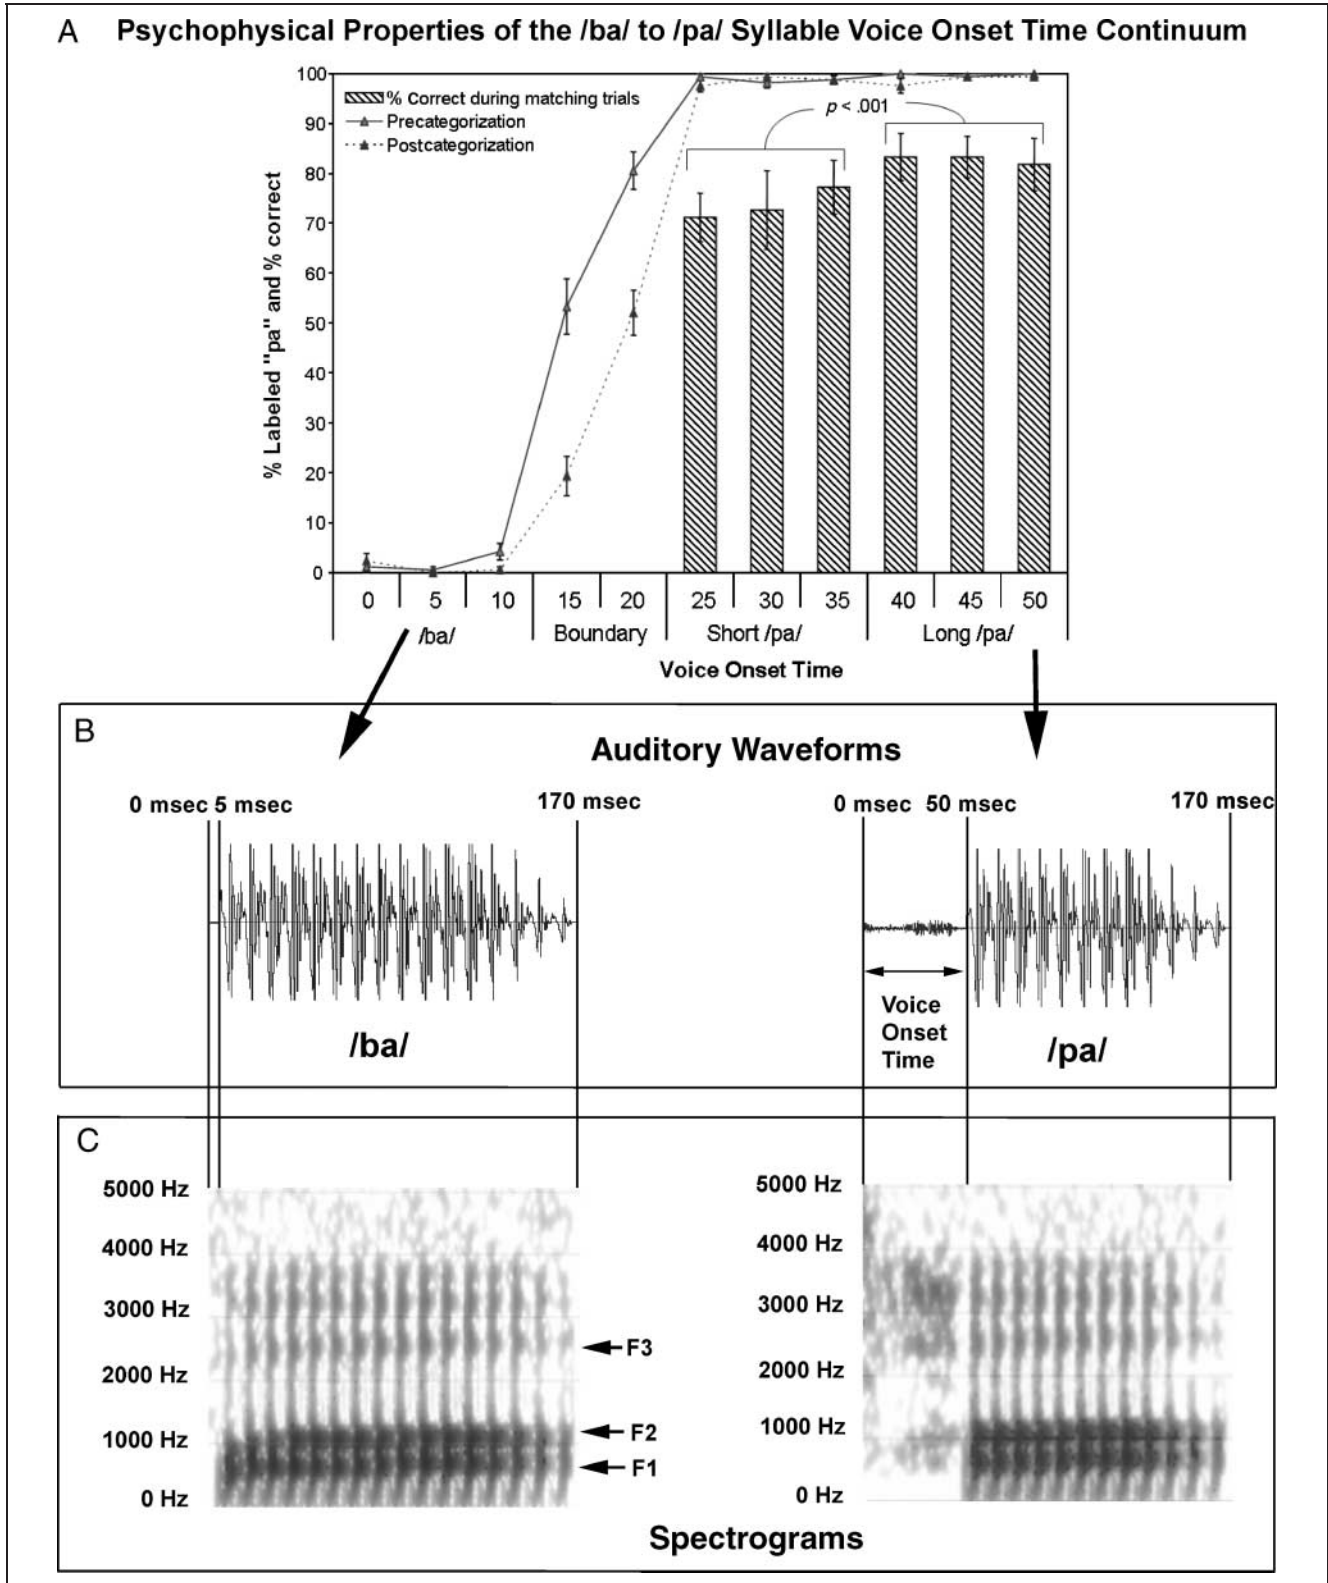 A Psychophysical Properties of the /ba/ to /pa/ Syllable Voice Onset Time Continuum
% Labeled "pa" and % correct
100
90
80
70
60
50
40
30
20
10
0
% Correct during matching trials
Precategorization
Postcategorization
p < .001
0 5 10 15 20 25 30 35 40 45 50
/ba/ Boundary Short /pa/ Long /pa/
Voice Onset Time
B
Auditory Waveforms
0 msec 5 msec 170 msec
/ba/
0 msec 50 msec 170 msec
Voice
Onset
Time
/pa/
C
5000 Hz
4000 Hz
3000 Hz
2000 Hz
1000 Hz
0 Hz
F3
F2
F1
5000 Hz
4000 Hz
3000 Hz
2000 Hz
1000 Hz
0 Hz
Spectrograms